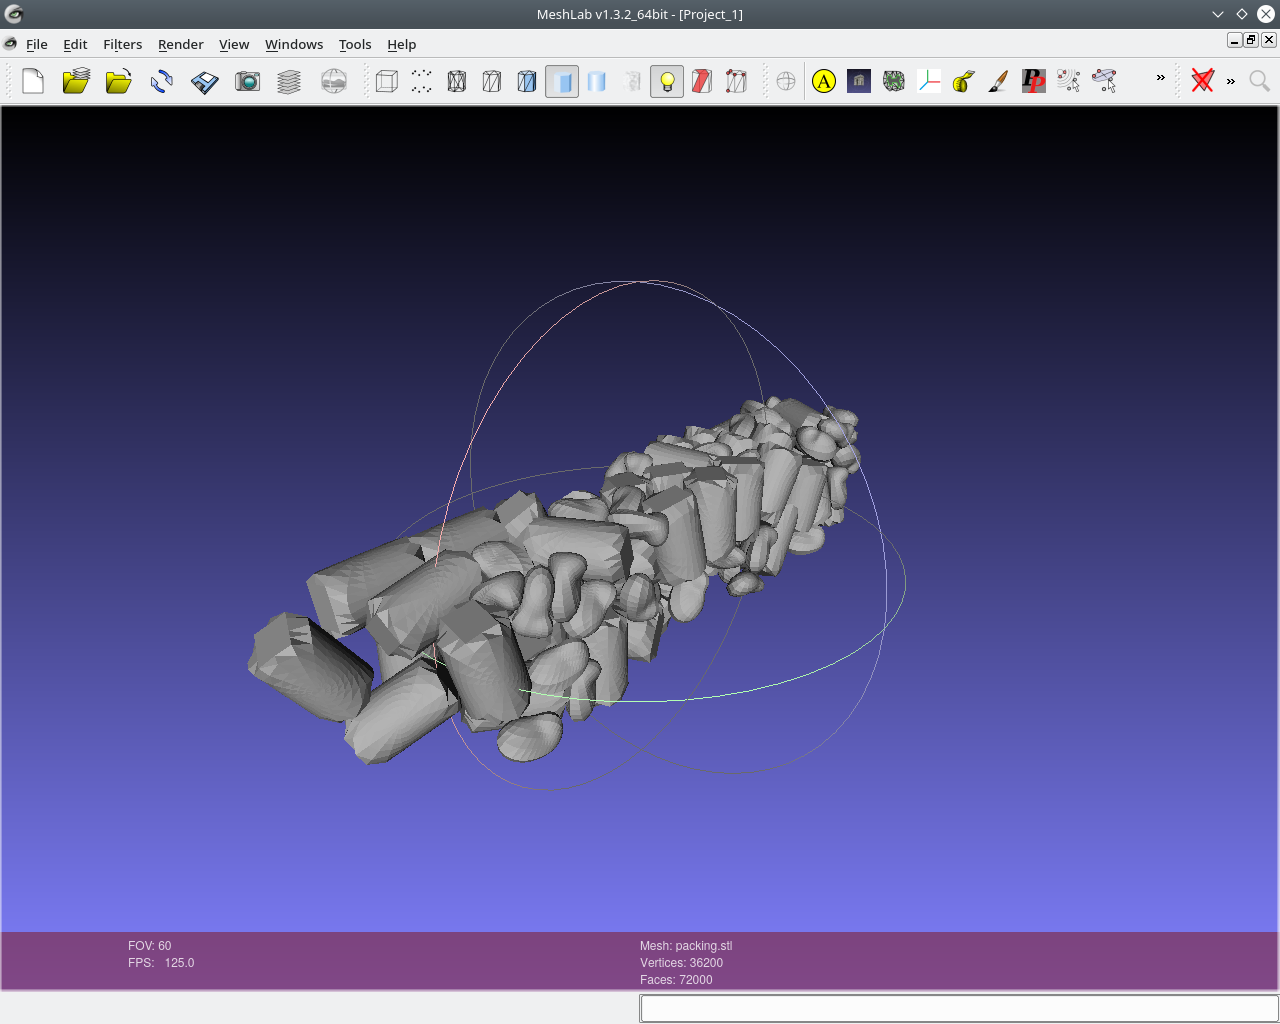 MeshLab v1.3.2_64bit - [Project_1]
File Edit Filters Render View Windows Tools Help
A
PP
FOV: 60
FPS: 125.0
Mesh: packing.stl
Vertices: 36200
Faces: 72000